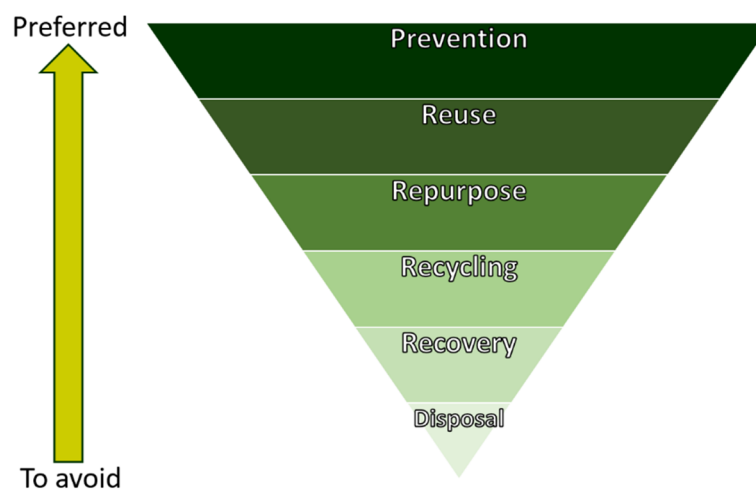 Preferred
Prevention
Reuse
Repurpose
Recycling
Recovery
Disposal
To avoid